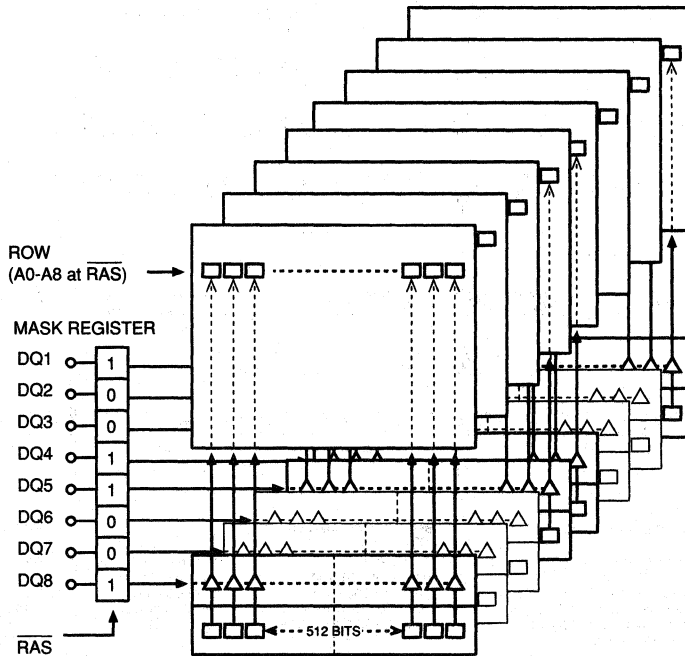 ROW
(A0-A8 at RAS)
MASK REGISTER
DQ1 1
DQ2 0
DQ3 0
DQ4 1
DQ5 1
DQ6 0
DQ7 0
DQ8 1
512 BITS
RAS